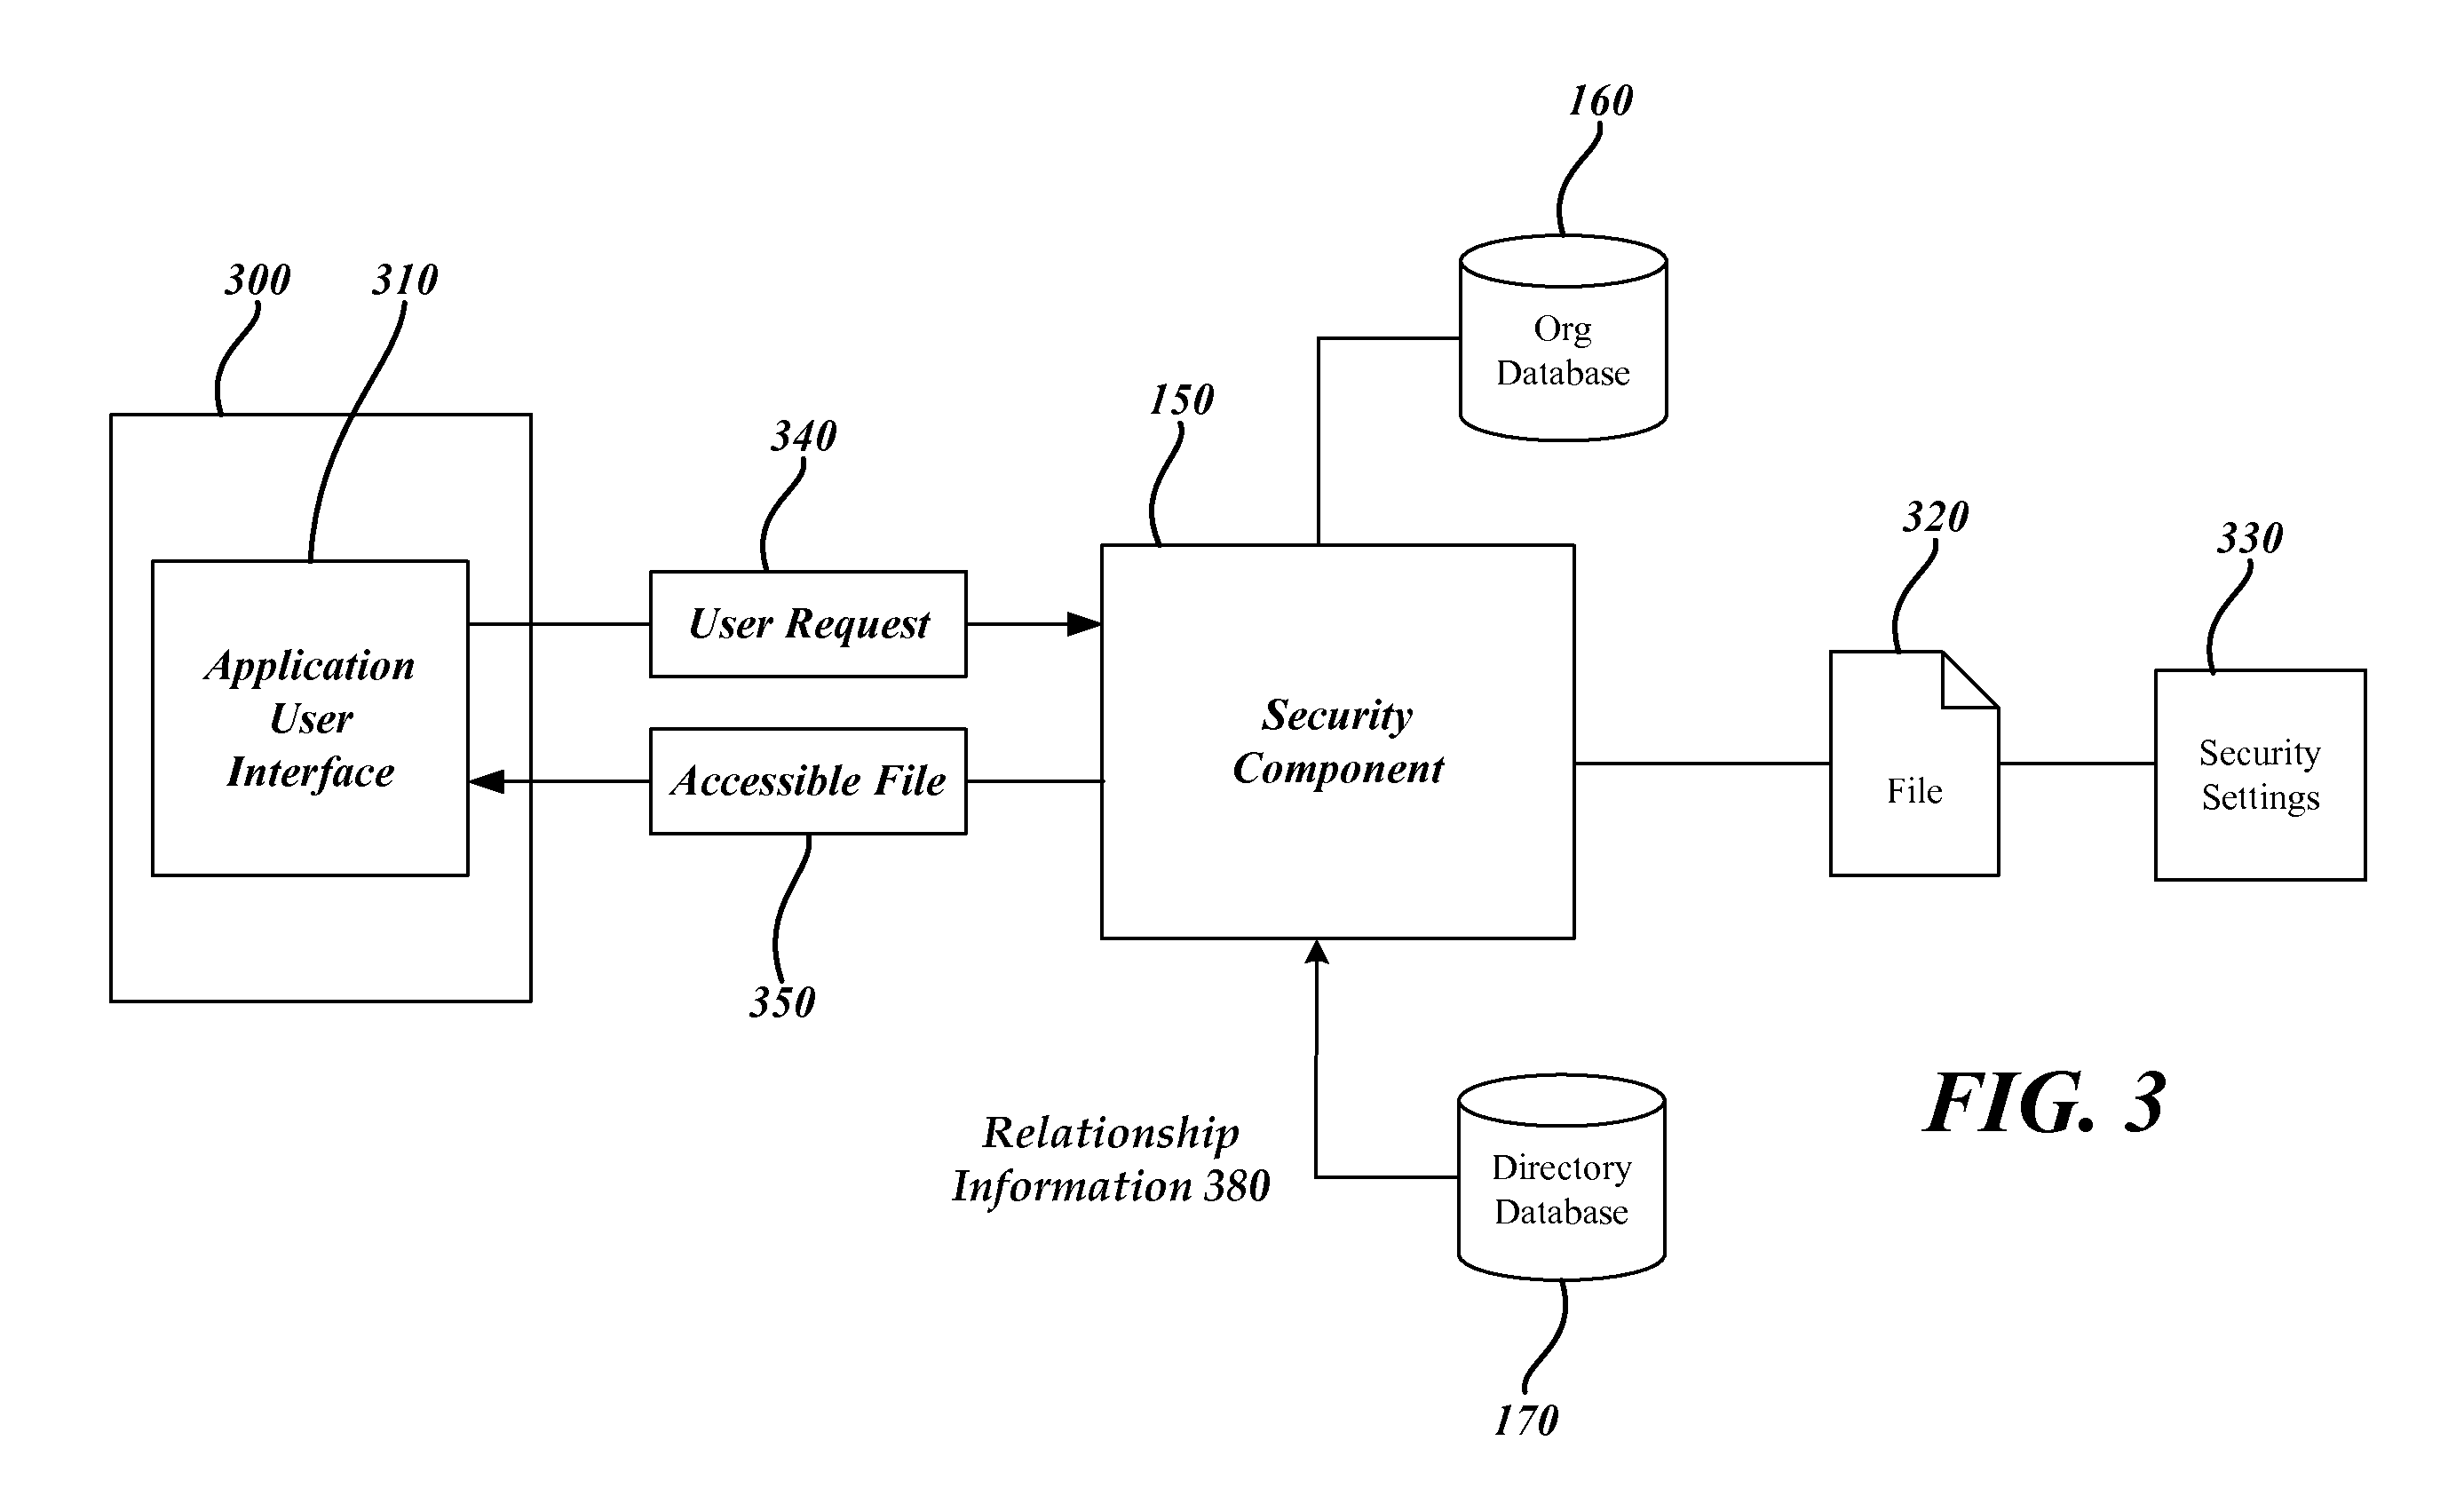 160
300
310
Org
Database
150
340
320
330
User Request
Application
User
Interface
Security
Component
Accessible File
File
Security
Settings
350
FIG. 3
Relationship
Information 380
Directory
Database
170